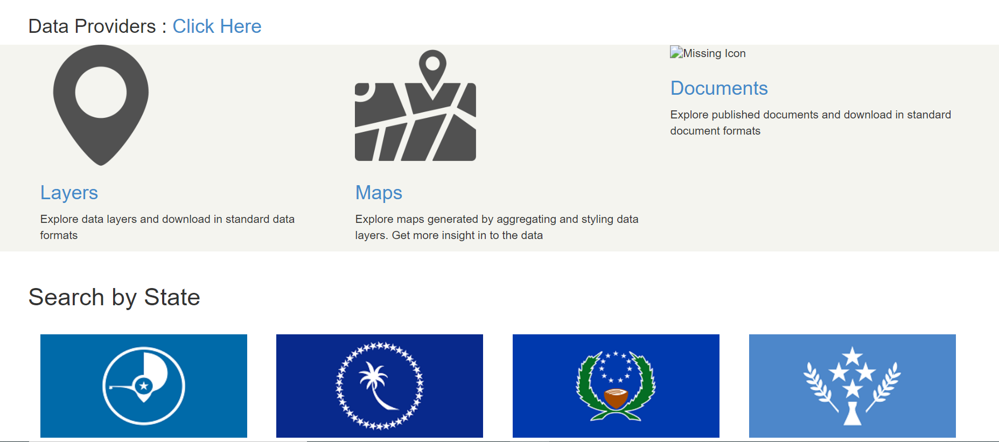 Data Providers : Click Here
Missing Icon
Documents
Explore published documents and download in standard
document formats
Layers
Explore data layers and download in standard data
formats
Maps
Explore maps generated by aggregating and styling data
layers. Get more insight in to the data
Search by State